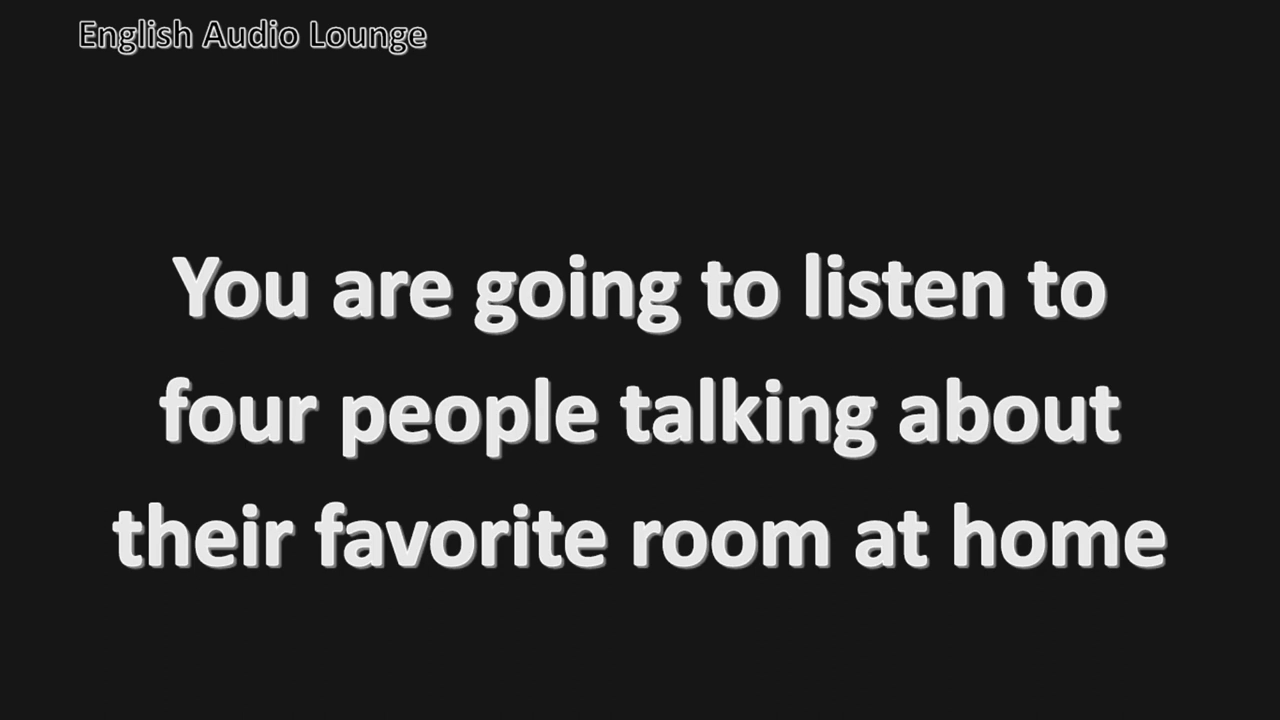 English Audio Lounge
You are going to listen to
four people talking about
their favorite room at home